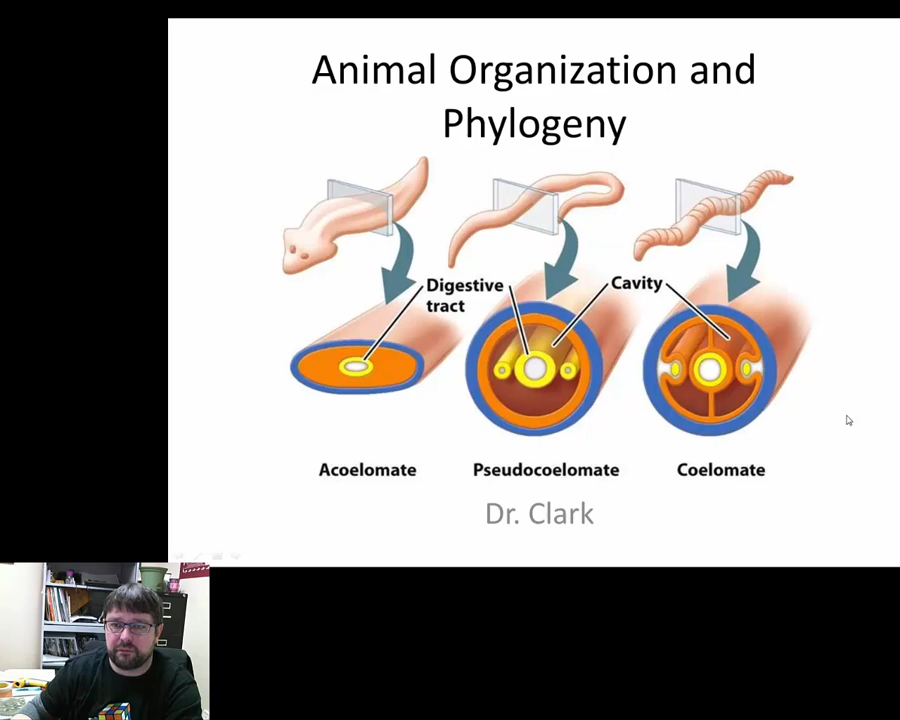 Animal Organization and
Phylogeny
Digestive
tract
Cavity
Acoelomate
Pseudocoelomate
Coelomate
Dr. Clark